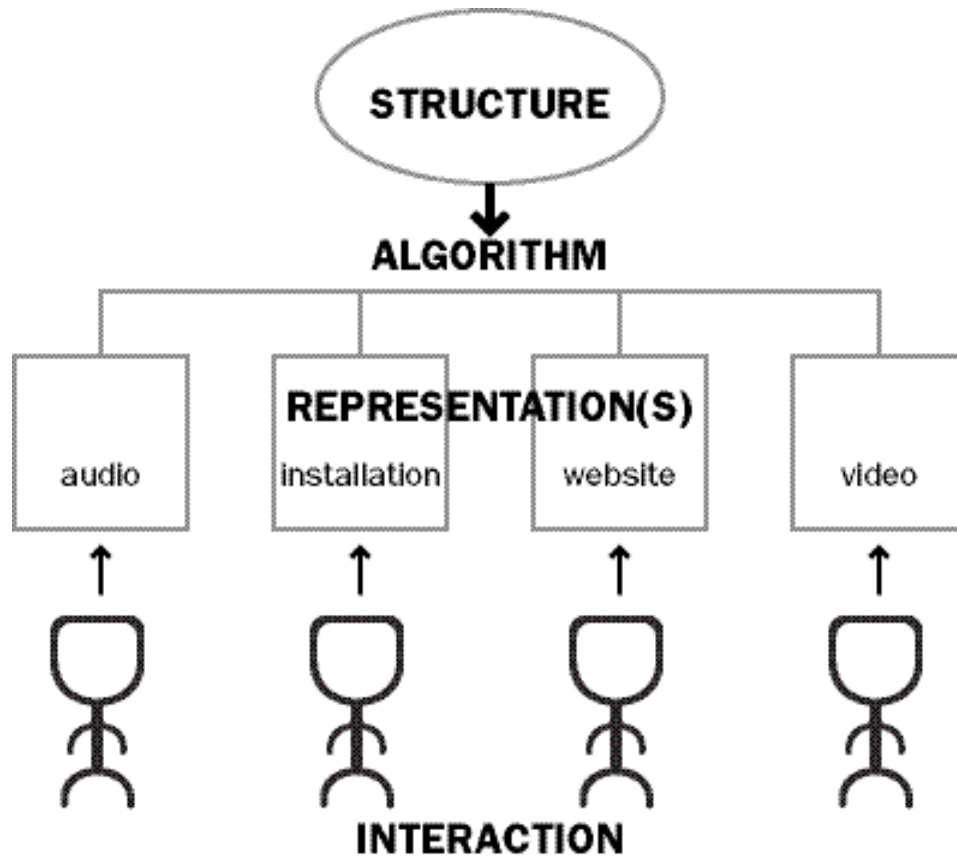 STRUCTURE
ALGORITHM
REPRESENTATION(S)
audio installation website video
INTERACTION